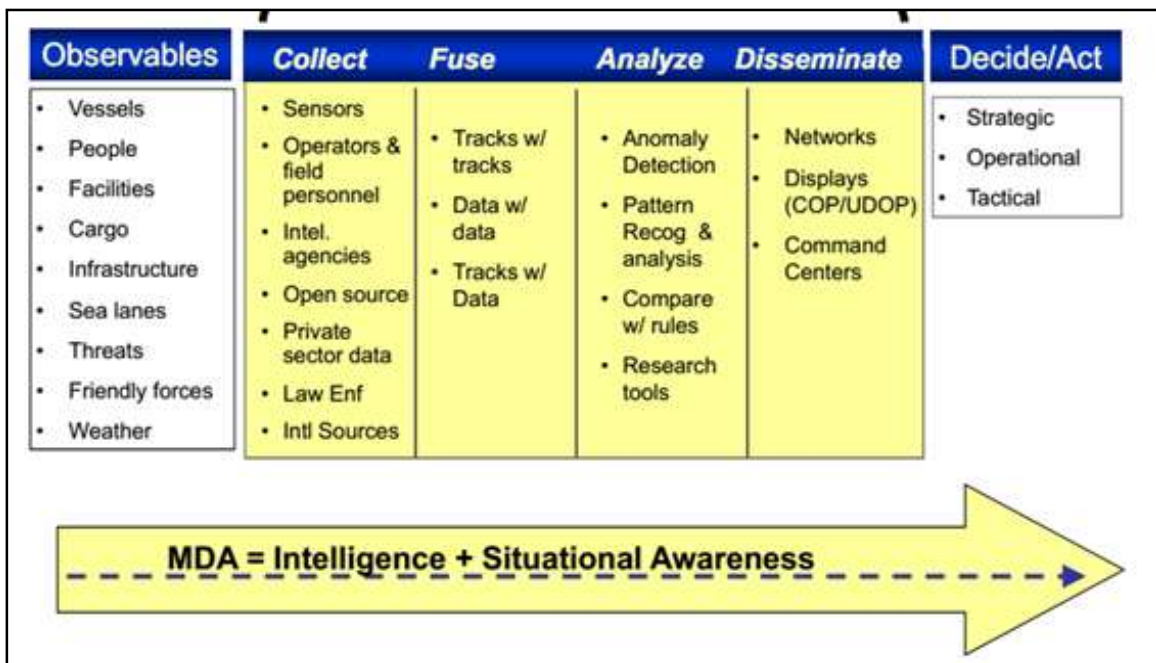 Observables
• Vessels
• People
• Facilities
• Cargo
• Infrastructure
• Sea lanes
• Threats
• Friendly forces
• Weather
Collect
• Sensors
• Operators &
field
personnel
• Intel.
agencies
• Open source
• Private
sector data
• Law Enf
• Intl Sources
Fuse
• Tracks w/
tracks
• Data w/
data
• Tracks w/
Data
Analyze
• Anomaly
Detection
• Pattern
Recog &
analysis
• Compare
w/ rules
• Research
tools
Disseminate
• Networks
• Displays
(COP/UDOP)
• Command
Centers
Decide/Act
• Strategic
• Operational
• Tactical
MDA = Intelligence + Situational Awareness